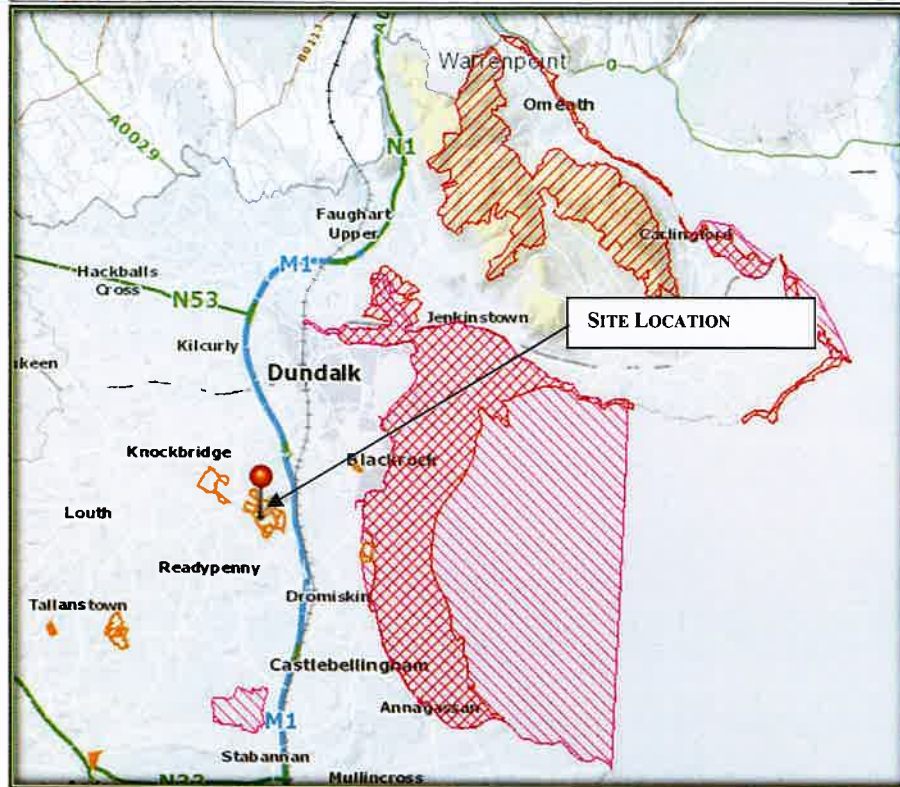 Warrenpoint
Omeath
B0113
A0029
N1
Faughart
Upper
Carlingford
M1
Hackballs
Cross
N53
Jenkinstown
SITE LOCATION
Kilcurly
Dundalk
Knockbridge
Blackrock
Louth
Readypenny
Dromiskin
Tallanstown
Castlebellingham
Annagassan
M1
Stabannan
Mullincross